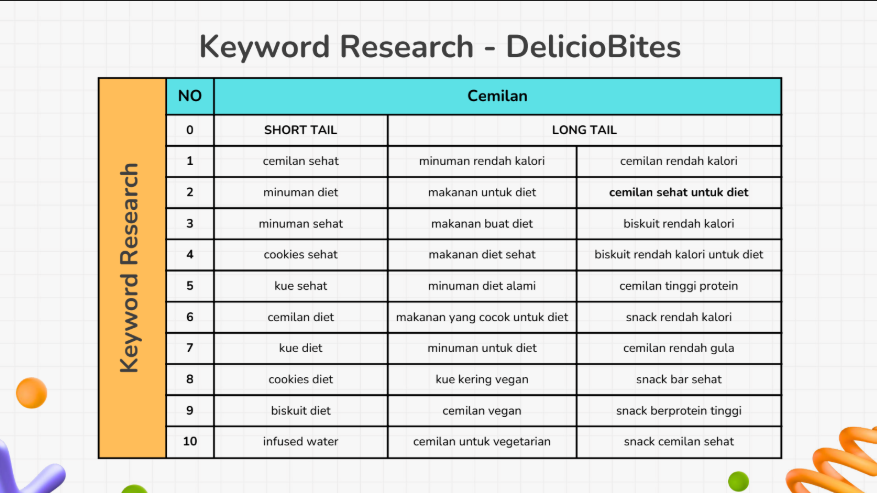 Keyword Research - DelicioBites
Keyword Research
NO Cemilan
0 SHORT TAIL LONG TAIL
1 cemilan sehat minuman rendah kalori cemilan rendah kalori
2 minuman diet makanan untuk diet cemilan sehat untuk diet
3 minuman sehat makanan buat diet biskuit rendah kalori
4 cookies sehat makanan diet sehat biskuit rendah kalori untuk diet
5 kue sehat minuman diet alami cemilan tinggi protein
6 cemilan diet makanan yang cocok untuk diet snack rendah kalori
7 kue diet minuman untuk diet cemilan rendah gula
8 cookies diet kue kering vegan snack bar sehat
9 biskuit diet cemilan vegan snack berprotein tinggi
10 infused water cemilan untuk vegetarian snack cemilan sehat